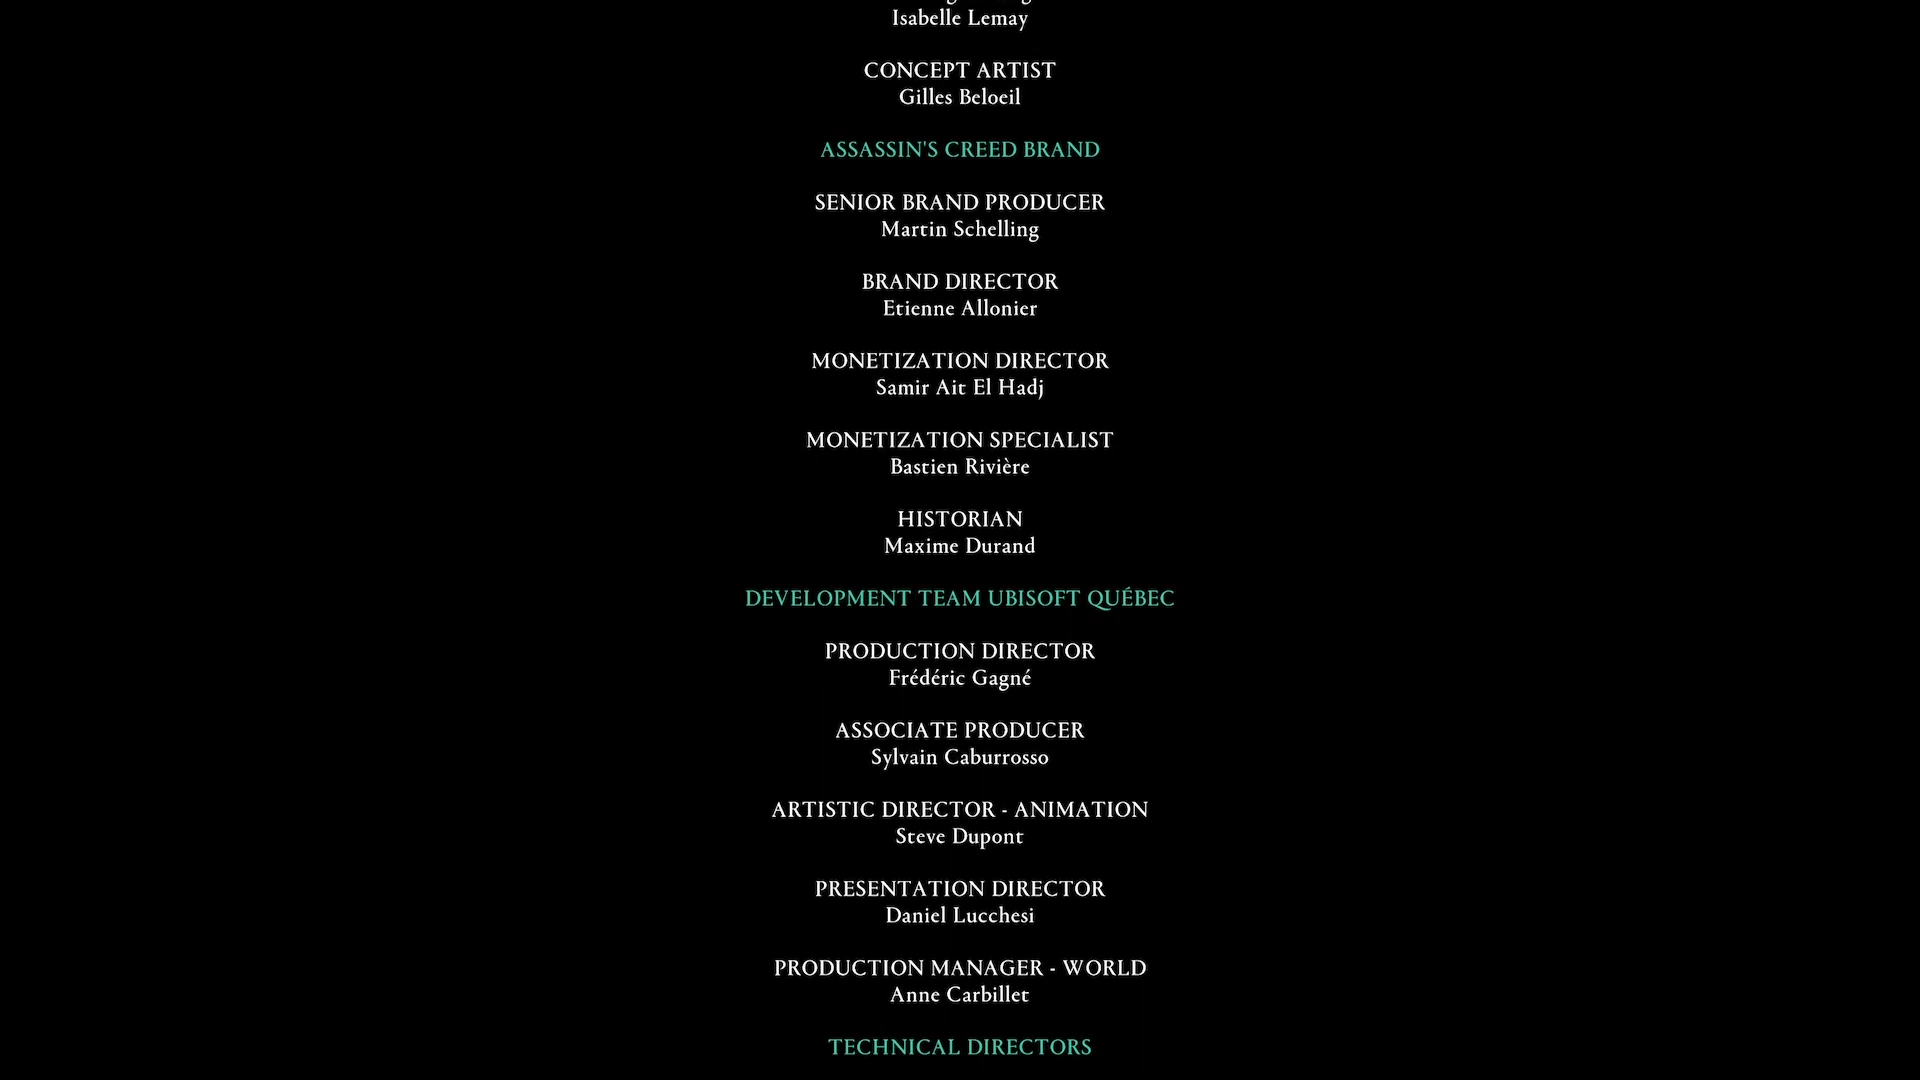 Isabelle Lemay
CONCEPT ARTIST
Gilles Beloeil
ASSASSIN'S CREED BRAND
SENIOR BRAND PRODUCER
Martin Schelling
BRAND DIRECTOR
Etienne Allonier
MONETIZATION DIRECTOR
Samir Ait El Hadj
MONETIZATION SPECIALIST
Bastien Rivière
HISTORIAN
Maxime Durand
DEVELOPMENT TEAM UBISOFT QUÉBEC
PRODUCTION DIRECTOR
Frédéric Gagné
ASSOCIATE PRODUCER
Sylvain Caburrosso
ARTISTIC DIRECTOR - ANIMATION
Steve Dupont
PRESENTATION DIRECTOR
Daniel Lucchesi
PRODUCTION MANAGER - WORLD
Anne Carbillet
TECHNICAL DIRECTORS